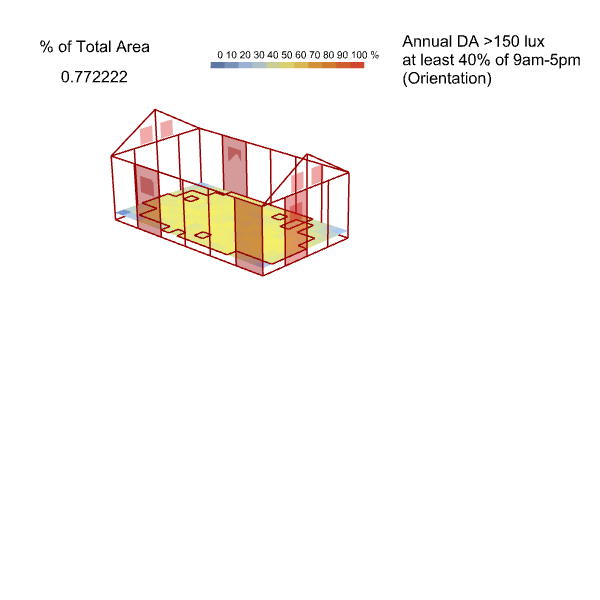 % of Total Area
0.772222
0 10 20 30 40 50 60 70 80 90 100 %
Annual DA >150 lux
at least 40% of 9am-5pm
(Orientation)